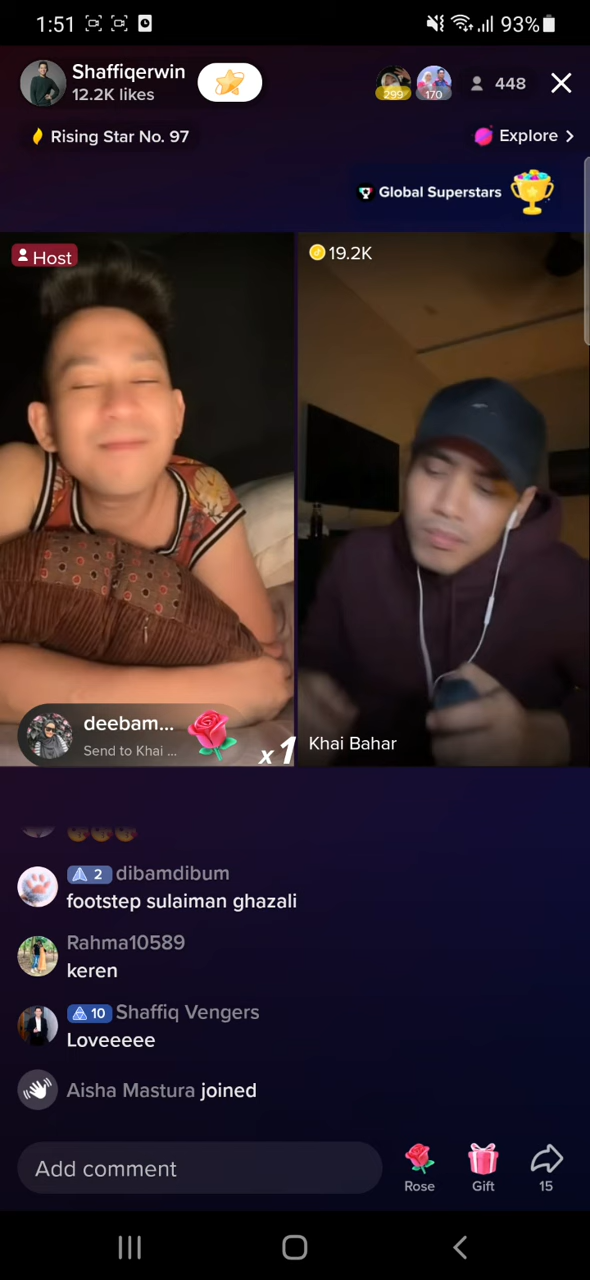 1:51
93%
Shaffiqerwin
12.2K likes
299
170
448
Rising Star No. 97
Explore
Global Superstars
Host
19.2K
deebam...
Send to Khai ...
x1
Khai Bahar
2 dibamdibum
footstep sulaiman ghazali
Rahma10589
keren
10 Shaffiq Vengers
Loveeeee
Aisha Mastura joined
Add comment
Rose
Gift
15